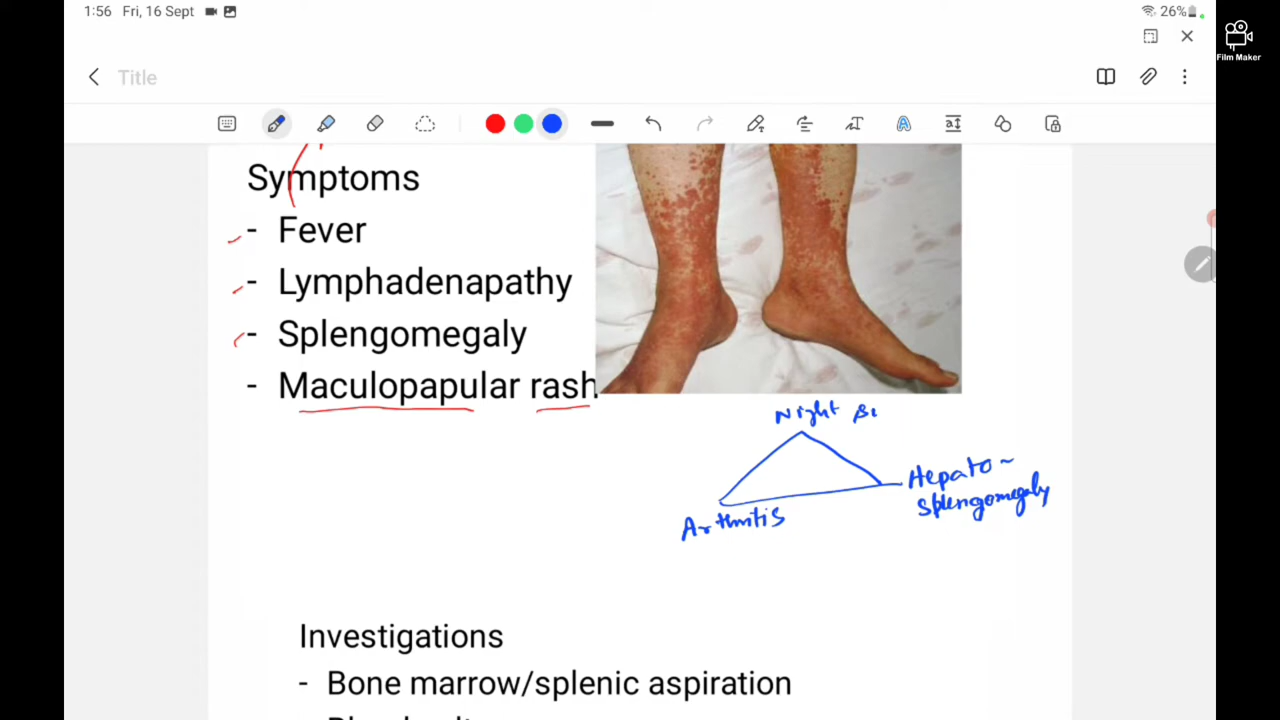 1:56 Fri, 16 Sept
26%
Film Maker
Title
Symptoms
- Fever
- Lymphadenapathy
- Splengomegaly
- Maculopapular rash
Night
Hepato -
Splengomegaly
Arthritis
Investigations
- Bone marrow/splenic aspiration